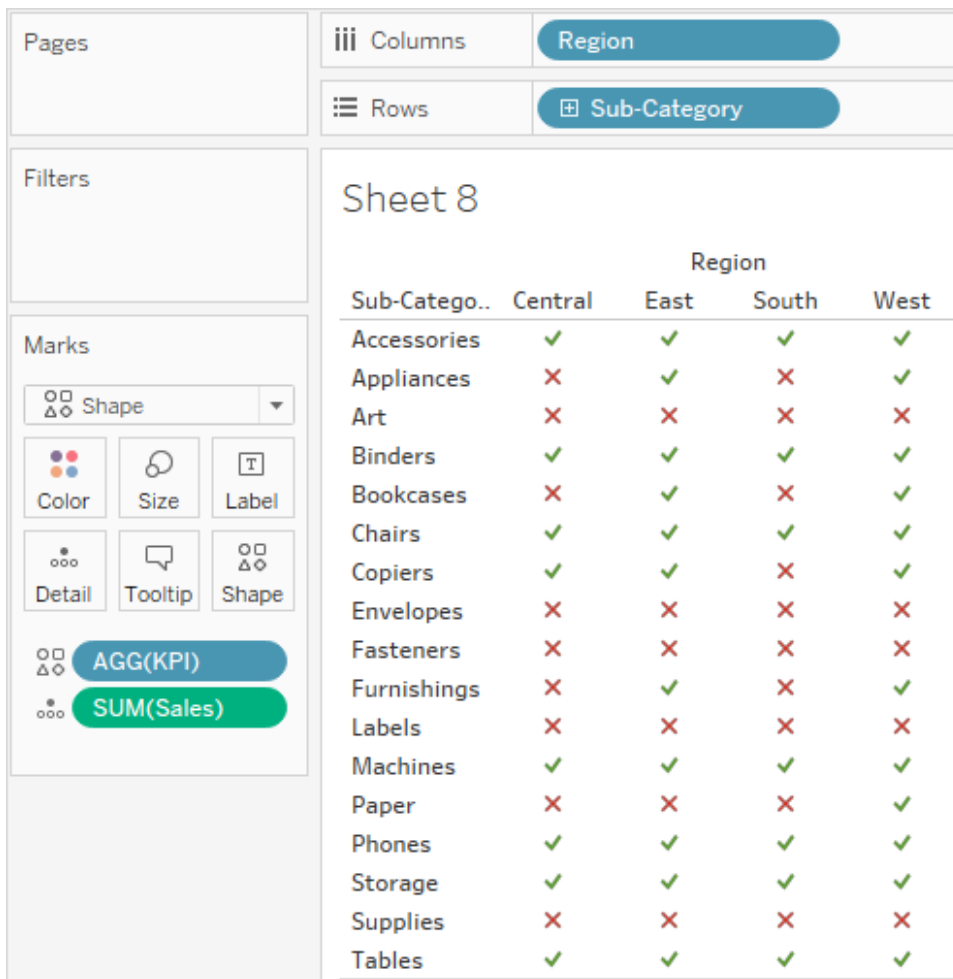 Pages
Columns Region
Rows Sub-Category
Filters
Sheet 8
Region
Sub-Catego.. Central East South West
Marks
Shape
Color Size Label
Detail Tooltip Shape
AGG(KPI)
SUM(Sales)
Accessories
Appliances
Art
Binders
Bookcases
Chairs
Copiers
Envelopes
Fasteners
Furnishings
Labels
Machines
Paper
Phones
Storage
Supplies
Tables